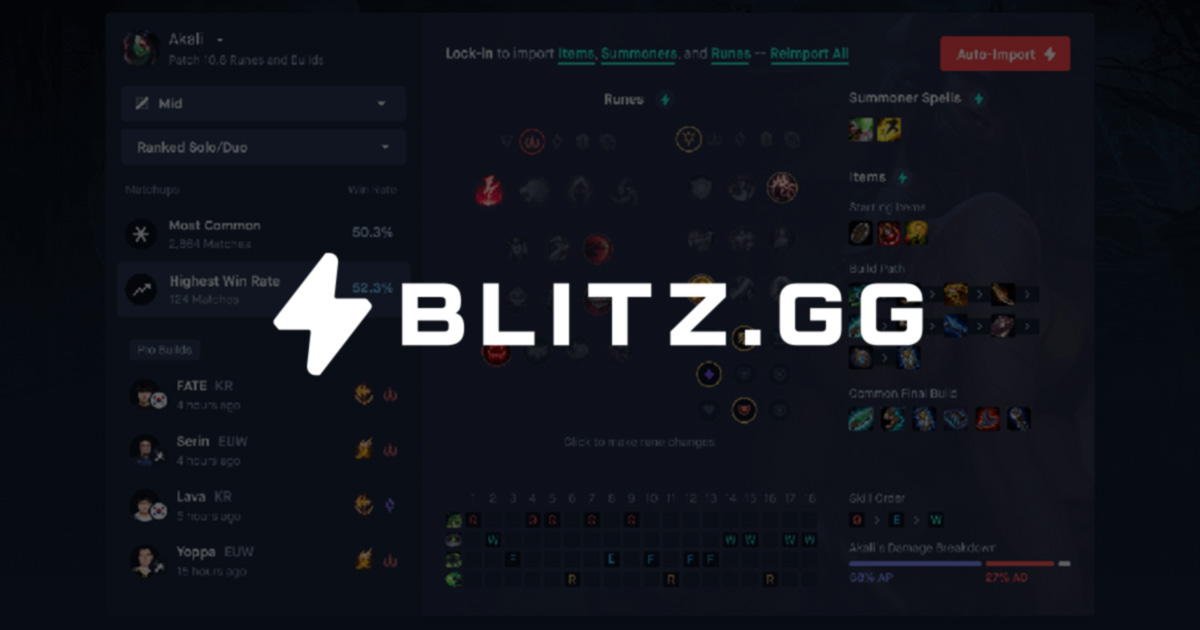 Akali
Patch 10.6 Runes and Builds
Mid
Ranked Solo/Duo
Matchups Win Rate
Most Common
2,864 Matches
50.3%
Highest Win Rate
124 Matches
52.3%
Pro Builds
FATE KR
4 hours ago
Serin EUW
4 hours ago
Lava KR
5 hours ago
Yoppa EUW
15 hours ago
Lock-In to import Items, Summoners, and Runes -- Reimport All
Auto-Import
Runes
BLITZ.GG
Click to make rune changes
1 2 3 4 5 6 7 8 9 10 11 12 13 14 15 16 17 18
Q Q Q Q Q
W W W W W
E E E E E
R R R
Summoner Spells
Items
Starting Items
Build Path
Common Final Build
Skill Order
Q > E > W
Akali's Damage Breakdown
68% AP 27% AD